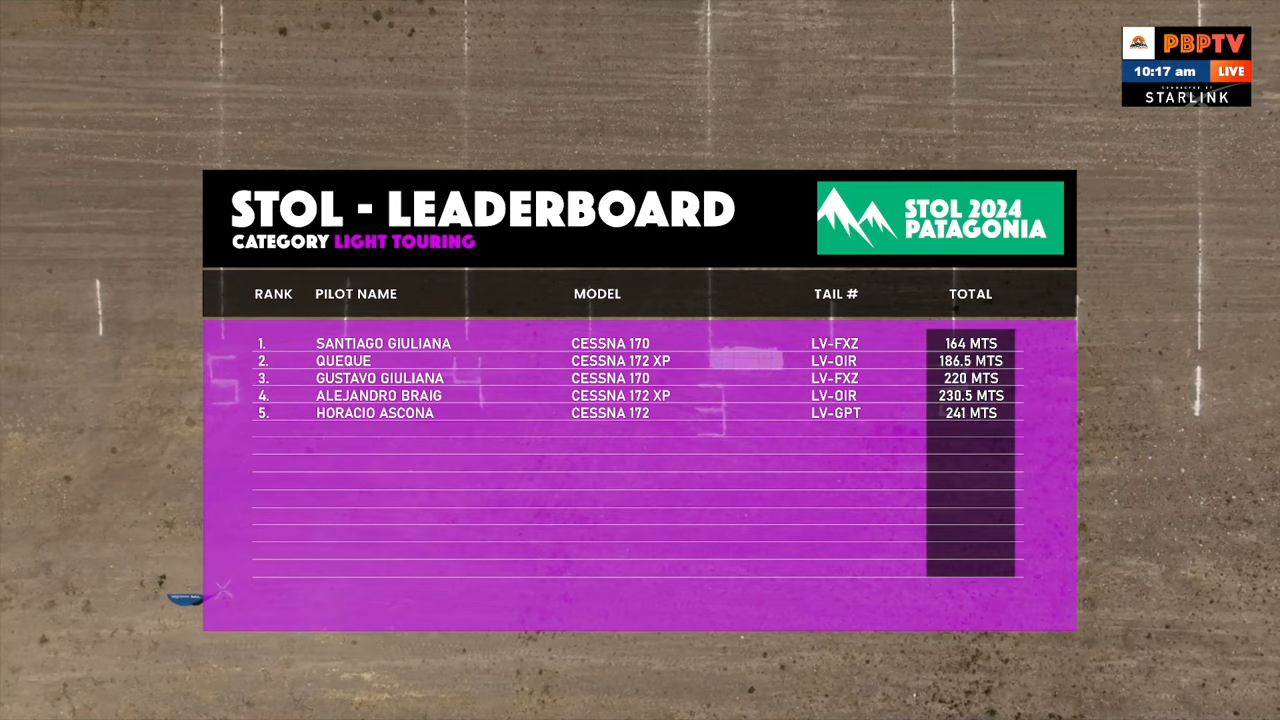 PBPTV
10:17 am LIVE
STARLINK
STOL - LEADERBOARD
CATEGORY LIGHT TOURING
STOL 2024
PATAGONIA
RANK PILOT NAME MODEL TAIL # TOTAL
1. SANTIAGO GIULIANA CESSNA 170 LV-FXZ 164 MTS
2. QUEQUE CESSNA 172 XP LV-OIR 186.5 MTS
3. GUSTAVO GIULIANA CESSNA 170 LV-FXZ 220 MTS
4. ALEJANDRO BRAIG CESSNA 172 XP LV-OIR 230.5 MTS
5. HORACIO ASCONA CESSNA 172 LV-GPT 241 MTS
5
4
3